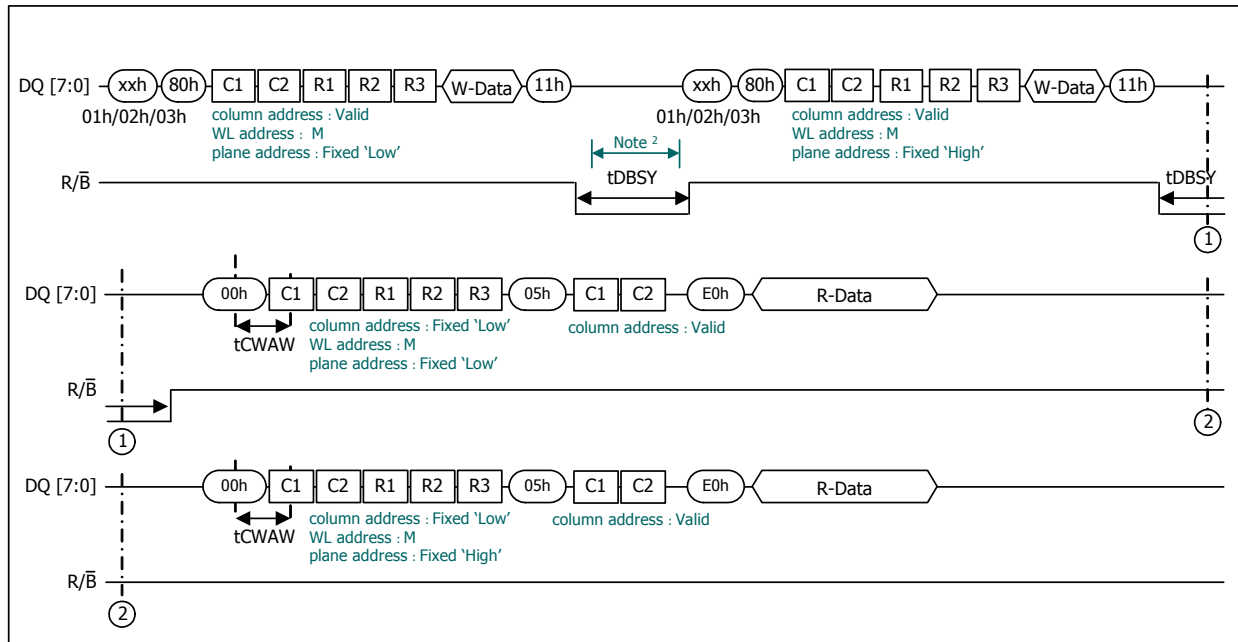 DQ [7:0] xxh 80h C1 C2 R1 R2 R3 W-Data 11h xxh 80h C1 C2 R1 R2 R3 W-Data 11h
01h/02h/03h column address : Valid 01h/02h/03h column address : Valid
WL address : M WL address : M
plane address : Fixed ‘Low’ Note 2 plane address : Fixed ‘High’
R/B tDBSY tDBSY
1
DQ [7:0] 00h C1 C2 R1 R2 R3 05h C1 C2 E0h R-Data
tCWAW column address : Fixed ‘Low’ column address : Valid
WL address : M
plane address : Fixed ‘Low’
R/B
1 2
DQ [7:0] 00h C1 C2 R1 R2 R3 05h C1 C2 E0h R-Data
tCWAW column address : Fixed ‘Low’ column address : Valid
WL address : M
plane address : Fixed ‘High’
R/B
2